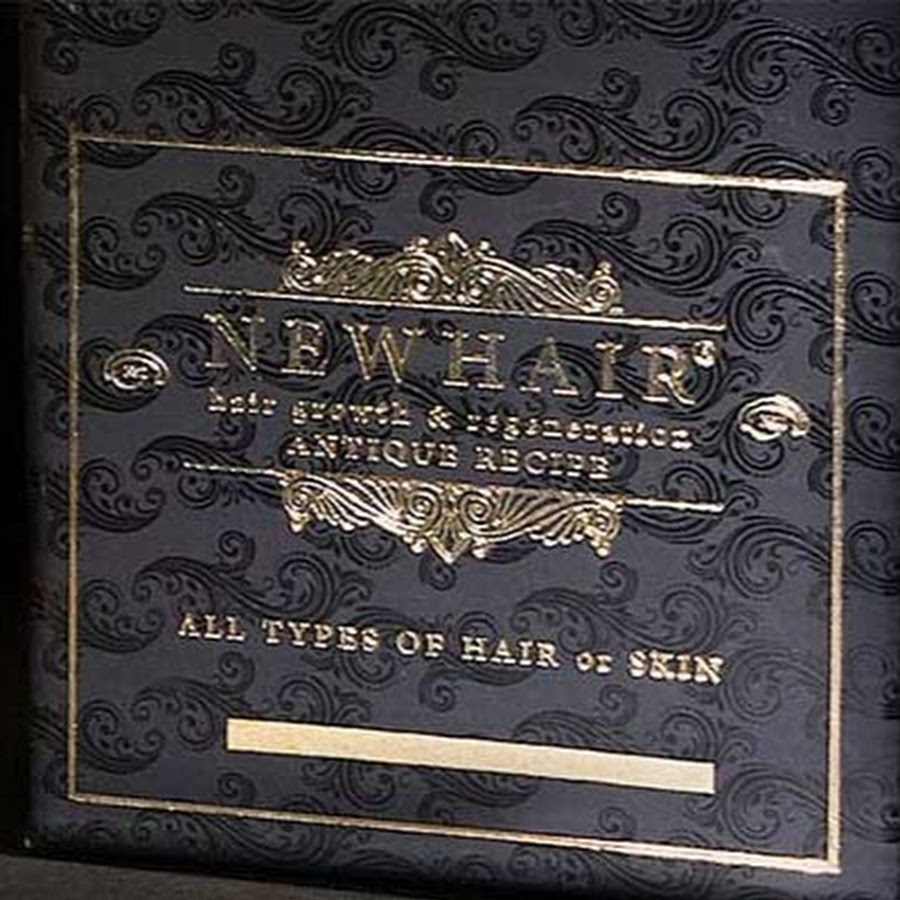 NEWHAIR®
hair growth & regeneration
ANTIQUE RECIPE
ALL TYPES OF HAIR or SKIN